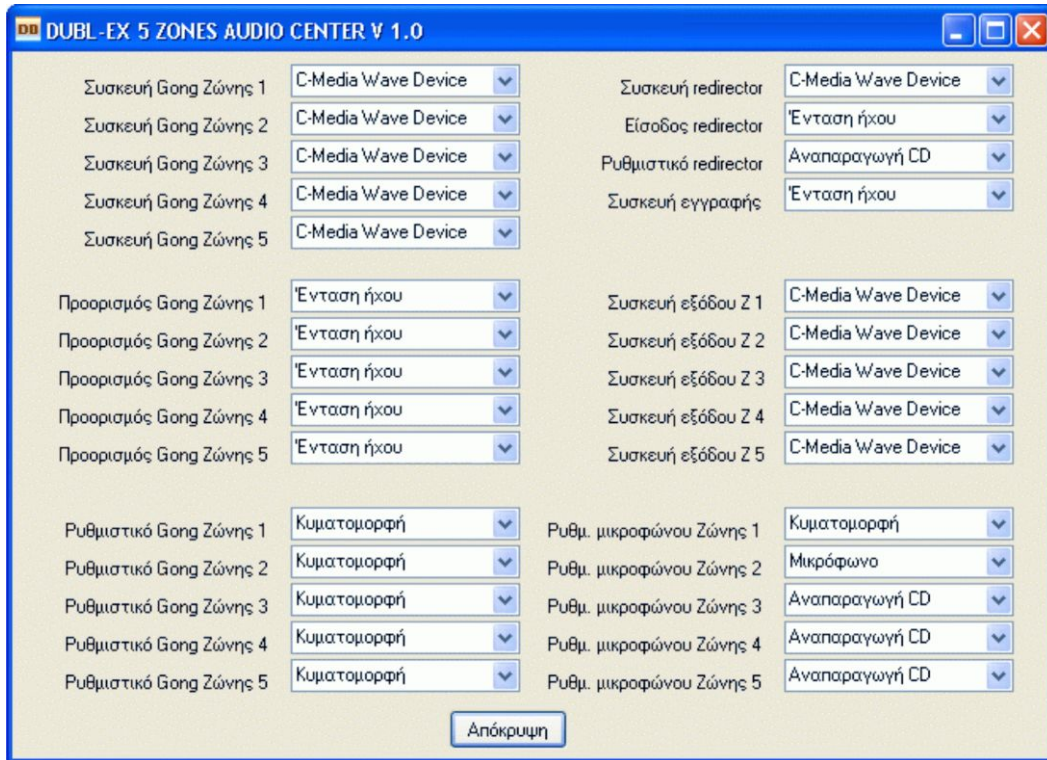 DUBL-EX 5 ZONES AUDIO CENTER V 1.0
Συσκευή Gong Ζώνης 1 C-Media Wave Device Συσκευή redirector C-Media Wave Device
Συσκευή Gong Ζώνης 2 C-Media Wave Device Είσοδος redirector Ένταση ήχου
Συσκευή Gong Ζώνης 3 C-Media Wave Device Ρυθμιστικό redirector Αναπαραγωγή CD
Συσκευή Gong Ζώνης 4 C-Media Wave Device Συσκευή εγγραφής Ένταση ήχου
Συσκευή Gong Ζώνης 5 C-Media Wave Device
Προορισμός Gong Ζώνης 1 Ένταση ήχου Συσκευή εξόδου Ζ 1 C-Media Wave Device
Προορισμός Gong Ζώνης 2 Ένταση ήχου Συσκευή εξόδου Ζ 2 C-Media Wave Device
Προορισμός Gong Ζώνης 3 Ένταση ήχου Συσκευή εξόδου Ζ 3 C-Media Wave Device
Προορισμός Gong Ζώνης 4 Ένταση ήχου Συσκευή εξόδου Ζ 4 C-Media Wave Device
Προορισμός Gong Ζώνης 5 Ένταση ήχου Συσκευή εξόδου Ζ 5 C-Media Wave Device
Ρυθμιστικό Gong Ζώνης 1 Κυματομορφή Ρυθμ. μικροφώνου Ζώνης 1 Κυματομορφή
Ρυθμιστικό Gong Ζώνης 2 Κυματομορφή Ρυθμ. μικροφώνου Ζώνης 2 Μικρόφωνο
Ρυθμιστικό Gong Ζώνης 3 Κυματομορφή Ρυθμ. μικροφώνου Ζώνης 3 Αναπαραγωγή CD
Ρυθμιστικό Gong Ζώνης 4 Κυματομορφή Ρυθμ. μικροφώνου Ζώνης 4 Αναπαραγωγή CD
Ρυθμιστικό Gong Ζώνης 5 Κυματομορφή Ρυθμ. μικροφώνου Ζώνης 5 Αναπαραγωγή CD
Απόκρυψη